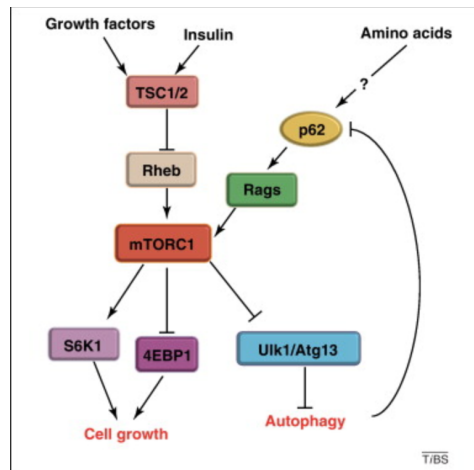 Growth factors
Insulin
Amino acids
TSC1/2
?
p62
Rheb
Rags
mTORC1
S6K1
4EBP1
Ulk1/Atg13
Autophagy
Cell growth
TiBS